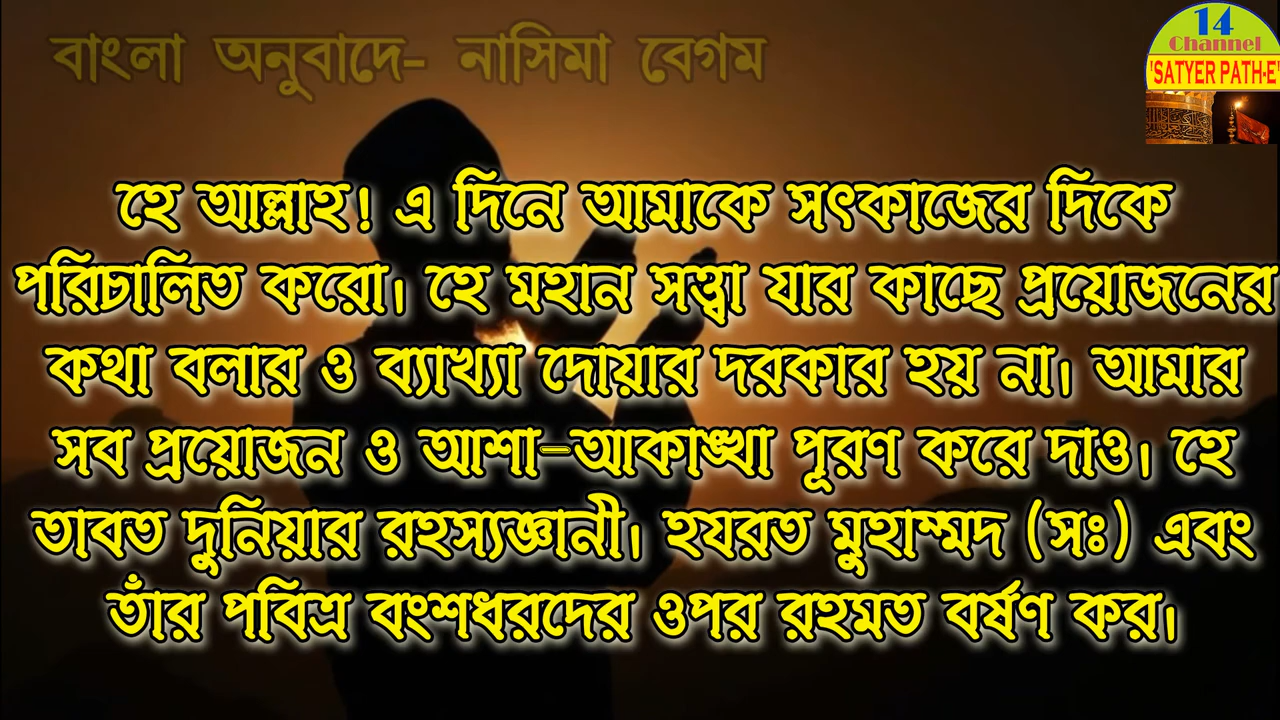 বাংলা অনুবাদে- নাসিমা বেগম
14
Channel
'SATYER PATH-E'
হে আল্লাহ! এ দিনে আমাকে সৎকাজের দিকে
পরিচালিত করো। হে মহান সত্ত্বা যার কাছে প্রয়োজনের
কথা বলার ও ব্যাখ্যা দোয়ার দরকার হয় না। আমার
সব প্রয়োজন ও আশা-আকাঙ্খা পূরণ করে দাও। হে
তাবত দুনিয়ার রহস্যজ্ঞানী। হযরত মুহাম্মদ (সঃ) এবং
তাঁর পবিত্র বংশধরদের ওপর রহমত বর্ষণ কর।